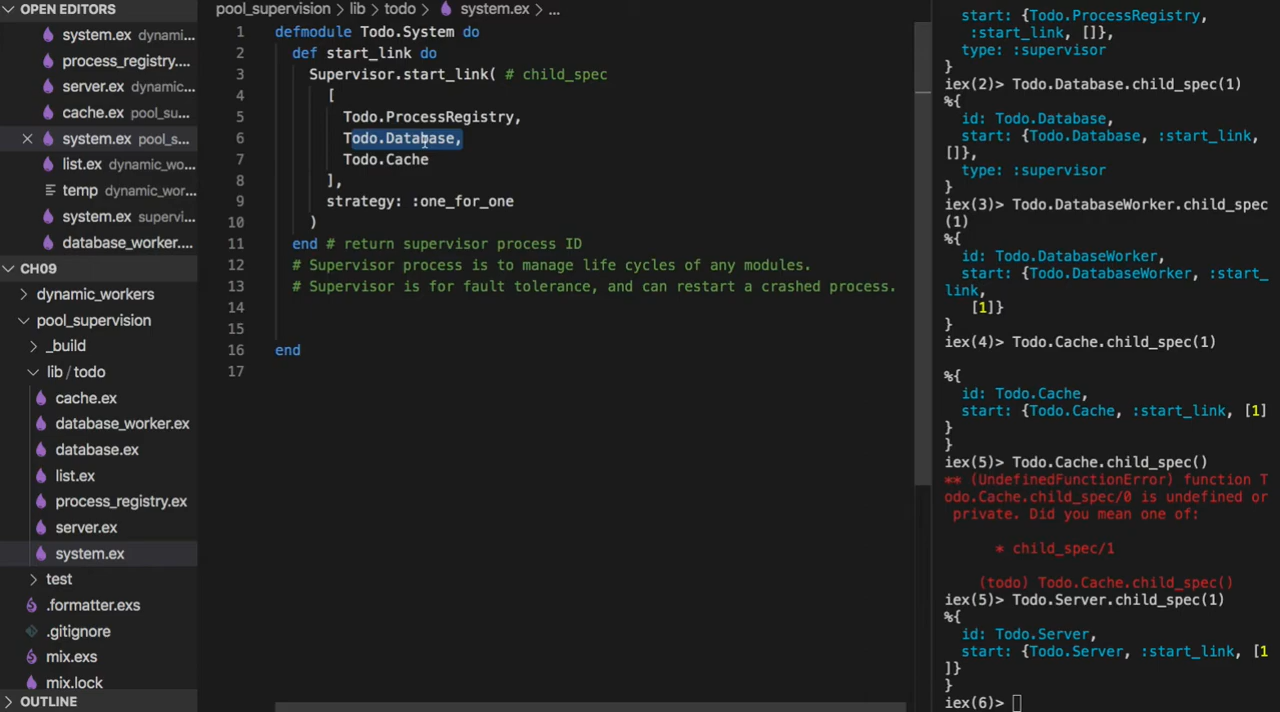 OPEN EDITORS
system.ex dynami...
process_registry....
server.ex dynamic...
cache.ex pool_su...
system.ex pool_s...
list.ex dynamic_wo...
temp dynamic_wor...
system.ex supervi...
database_worker....
CH09
dynamic_workers
pool_supervision
_build
lib / todo
cache.ex
database_worker.ex
database.ex
list.ex
process_registry.ex
server.ex
system.ex
test
.formatter.exs
.gitignore
mix.exs
mix.lock
OUTLINE
pool_supervision > lib > todo > system.ex > ...
1 defmodule Todo.System do
2 def start_link do
3 Supervisor.start_link( # child_spec
4 [
5 Todo.ProcessRegistry,
6 Todo.Database,
7 Todo.Cache
8 ],
9 strategy: :one_for_one
10 )
11 end # return supervisor process ID
12 # Supervisor process is to manage life cycles of any modules.
13 # Supervisor is for fault tolerance, and can restart a crashed process.
14
15
16 end
17
start: {Todo.ProcessRegistry,
:start_link, []},
type: :supervisor
}
iex(2)> Todo.Database.child_spec(1)
%{
id: Todo.Database,
start: {Todo.Database, :start_link,
[]},
type: :supervisor
}
iex(3)> Todo.DatabaseWorker.child_spec
(1)
%{
id: Todo.DatabaseWorker,
start: {Todo.DatabaseWorker, :start_
link,
[1]}
}
iex(4)> Todo.Cache.child_spec(1)
%{
id: Todo.Cache,
start: {Todo.Cache, :start_link, [1]
}
}
iex(5)> Todo.Cache.child_spec()
** (UndefinedFunctionError) function T
odo.Cache.child_spec/0 is undefined or
private. Did you mean one of:
* child_spec/1
(todo) Todo.Cache.child_spec()
iex(5)> Todo.Server.child_spec(1)
%{
id: Todo.Server,
start: {Todo.Server, :start_link, [1
]}
}
iex(6)>